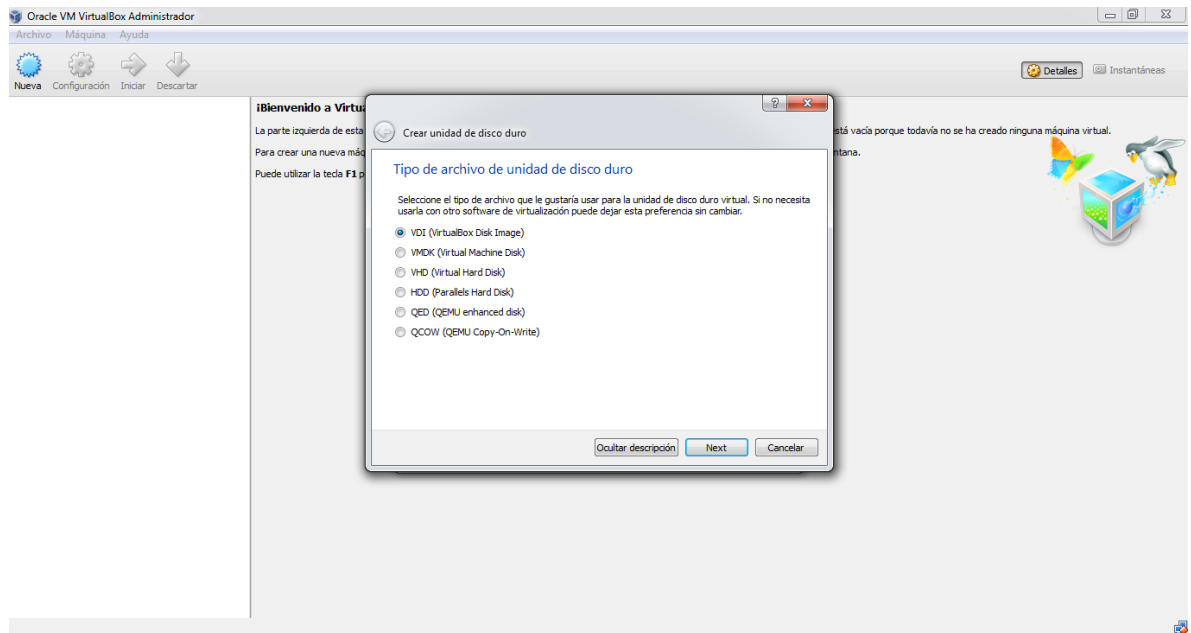 Oracle VM VirtualBox Administrador
Archivo Máquina Ayuda
Nueva Configuración Iniciar Descartar
Detalles Instantáneas
¡Bienvenido a Virtua
La parte izquierda de esta
stá vacía porque todavía no se ha creado ninguna máquina virtual.
Para crear una nueva máq
ntana.
Puede utilizar la tecla F1 p
Crear unidad de disco duro
Tipo de archivo de unidad de disco duro
Seleccione el tipo de archivo que le gustaría usar para la unidad de disco duro virtual. Si no necesita
usarla con otro software de virtualización puede dejar esta preferencia sin cambiar.
VDI (VirtualBox Disk Image)
VMDK (Virtual Machine Disk)
VHD (Virtual Hard Disk)
HDD (Parallels Hard Disk)
QED (QEMU enhanced disk)
QCOW (QEMU Copy-On-Write)
Ocultar descripción Next Cancelar